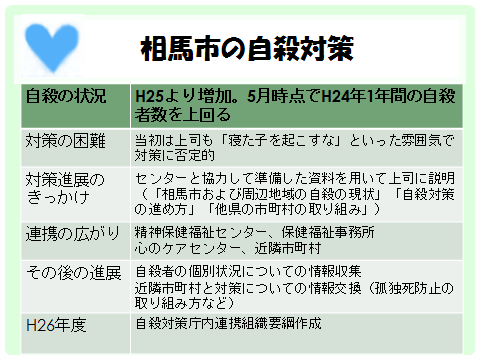 相馬市の自殺対策
自殺の状況
H25より増加。5月時点でH24年1年間の自殺
者数を上回る
対策の困難
当初は上司も「寝た子を起こすな」といった雰囲気で
対策に否定的
対策進展の
きっかけ
センターと協力して準備した資料を用いて上司に説明
（「相馬市および周辺地域の自殺の現状」「自殺対策
の進め方」「他県の市町村の取り組み」）
連携の広がり
精神保健福祉センター、保健福祉事務所
心のケアセンター、近隣市町村
その後の進展
自殺者の個別状況についての情報収集
近隣市町村と対策についての情報交換（孤独死防止の
取り組み方など）
H26年度
自殺対策庁内連携組織要綱作成